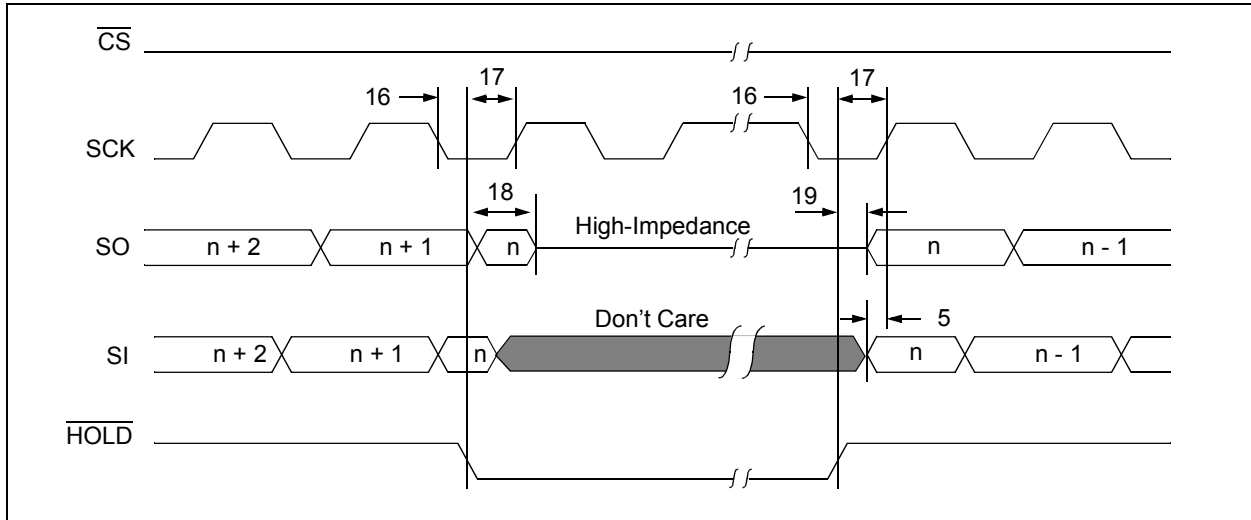 CS
16 17 16 17
SCK
18 19
High-Impedance
SO n + 2 n + 1 n n n - 1
Don't Care 5
SI n + 2 n + 1 n n n - 1
HOLD